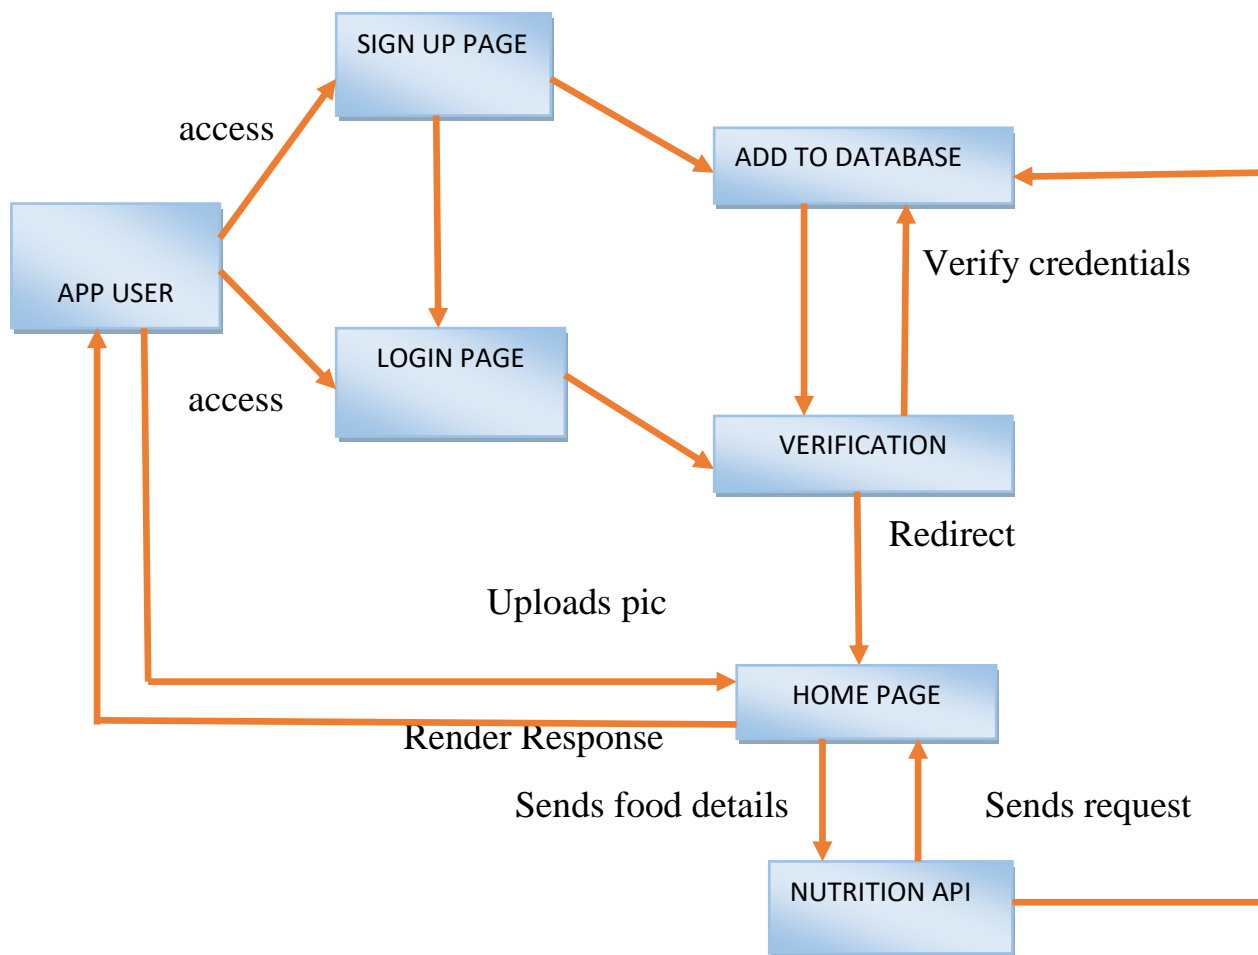 SIGN UP PAGE
access
ADD TO DATABASE
Verify credentials
APP USER
LOGIN PAGE
access
VERIFICATION
Redirect
Uploads pic
HOME PAGE
Render Response
Sends food details
Sends request
NUTRITION API